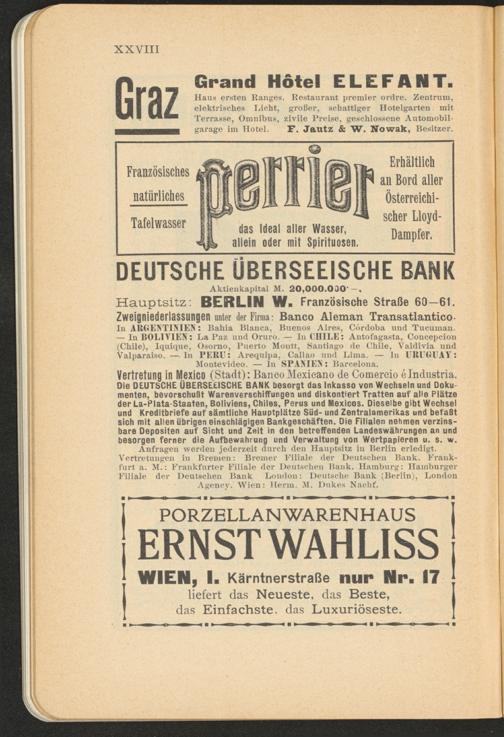 XXVIII
Graz
Grand Hôtel ELEFANT.
Haus ersten Ranges. Restaurant premier ordre. Zentrum,
elektrisches Licht, großer, schattiger Hotelgarten mit
Terrasse, Omnibus, zivile Preise, geschlossene Automobil-
garage im Hotel. F. Jautz & W. Nowak, Besitzer.
Französisches
natürliches
Tafelwasser
perrier
das Ideal aller Wasser,
allein oder mit Spirituosen.
Erhältlich
an Bord aller
Österreichi-
scher Lloyd-
Dampfer.
DEUTSCHE ÜBERSEEISCHE BANK
Aktienkapital M. 20,000.000·—.
Hauptsitz: BERLIN W. Französische Straße 60—61.
Zweigniederlassungen unter der Firma: Banco Aleman Transatlantico.
In ARGENTINIEN: Bahia Blanca, Buenos Aires, Córdoba und Tucuman.
— In BOLIVIEN: La Paz und Oruro. — In CHILE: Antofagasta, Concepcion
(Chile), Iquique, Osorno, Puerto Montt, Santiago de Chile, Valdivia und
Valparaiso. — In PERU: Arequipa, Callao und Lima. — In URUGUAY:
Montevideo. — In SPANIEN: Barcelona.
Vertretung in Mexico (Stadt): Banco Mexicano de Comercio é Industria.
Die DEUTSCHE ÜBERSEEISCHE BANK besorgt das Inkasso von Wechseln und Doku-
menten, bevorschußt Warenverschiffungen und diskontiert Tratten auf alle Plätze
der La-Plata-Staaten, Boliviens, Chiles, Perus und Mexicos. Dieselbe gibt Wechsel
und Kreditbriefe auf sämtliche Hauptplätze Süd- und Zentralamerikas und befaßt
sich mit allen übrigen einschlägigen Bankgeschäften. Die Filialen nehmen verzins-
bare Depositen auf Sicht und Zeit in den betreffenden Landeswährungen an und
besorgen ferner die Aufbewahrung und Verwaltung von Wertpapieren u. s. w.
Anfragen werden jederzeit durch den Hauptsitz in Berlin erledigt.
Vertretungen in Bremen: Bremer Filiale der Deutschen Bank. Frank-
furt a. M.: Frankfurter Filiale der Deutschen Bank. Hamburg: Hamburger
Filiale der Deutschen Bank London: Deutsche Bank (Berlin), London
Agency. Wien: Herm. M. Dukes Nachf.
PORZELLANWARENHAUS
ERNST WAHLISS
WIEN, I. Kärntnerstraße nur Nr. 17
liefert das Neueste, das Beste,
das Einfachste, das Luxuriöseste.